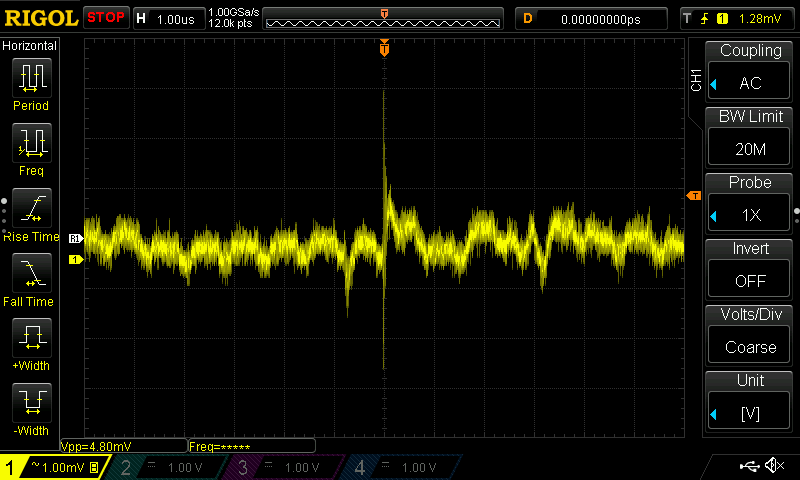 RIGOL STOP H 1.00us 1.00GSa/s 12.0k pts T D 0.00000000ps T 1 1.28mV
Horizontal
Period
Freq
Rise Time
Fall Time
+Width
-Width
T
R1
1
T
CH1
Coupling
AC
BW Limit
20M
Probe
1X
Invert
OFF
Volts/Div
Coarse
Unit
[V]
Vpp=4.80mV Freq=*****
1 ~ 1.00mV B 2 1.00 V 3 1.00 V 4 1.00 V